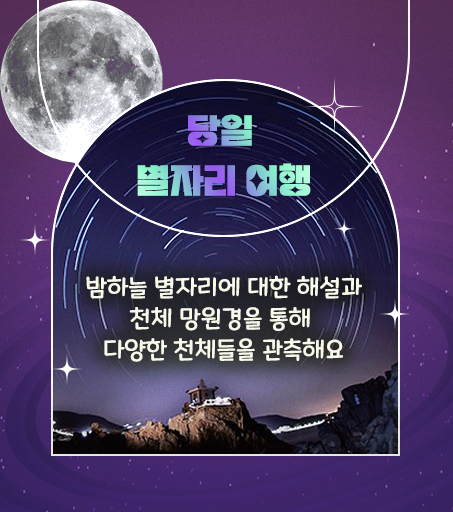 당일
별자리 여행
밤하늘 별자리에 대한 해설과
천체 망원경을 통해
다양한 천체들을 관측해요